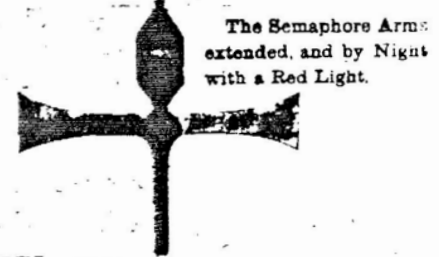 The Semaphore Arms
extended, and by Night
with a Red Light.